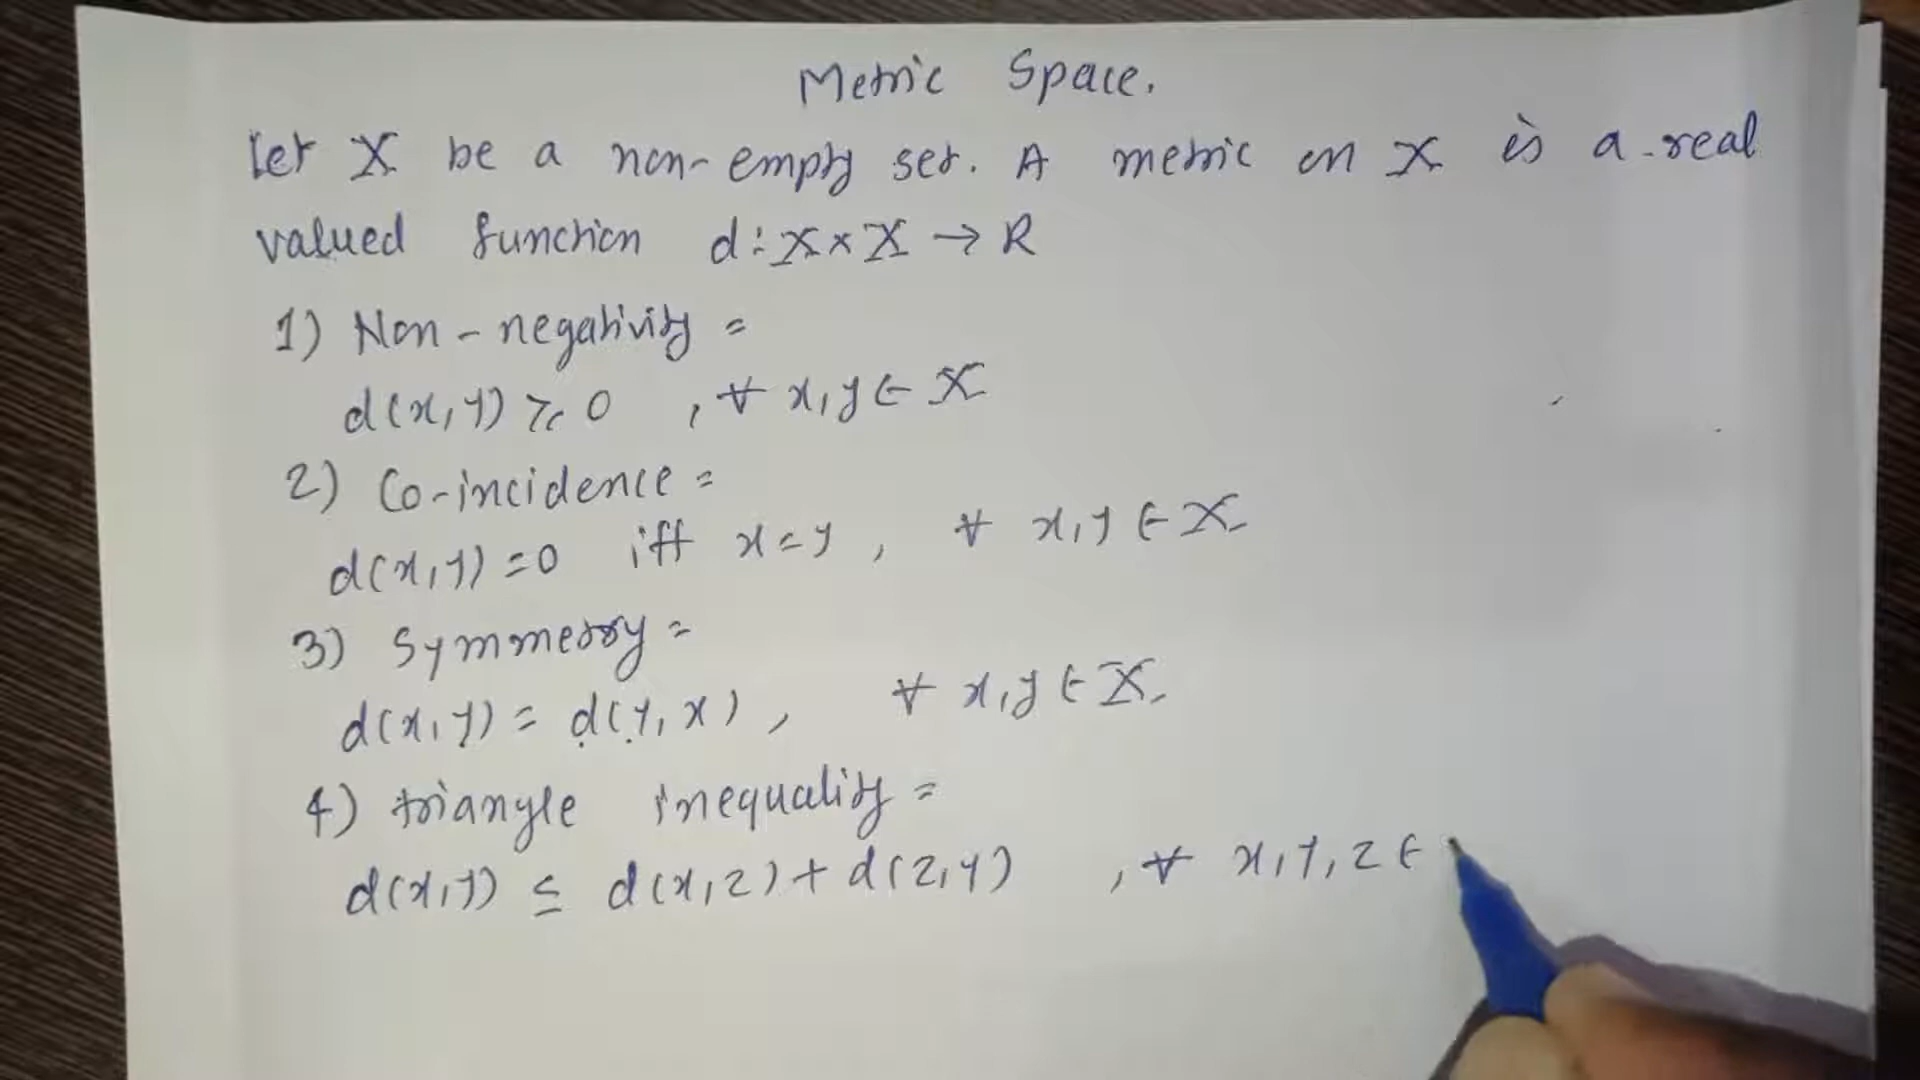 Metric Space.
Let X be a non-empty set. A metric on X is a real
valued function d:X×X→R
1) Non-negativity =
d(x,y) ≥ 0 , ∀ x,y ∈ X
2) Co-incidence =
d(x,y)=0 iff x=y , ∀ x,y ∈ X
3) Symmetry =
d(x,y) = d(y,x) , ∀ x,y ∈ X
4) triangle inequality =
d(x,y) ≤ d(x,z) + d(z,y) , ∀ x,y,z ∈